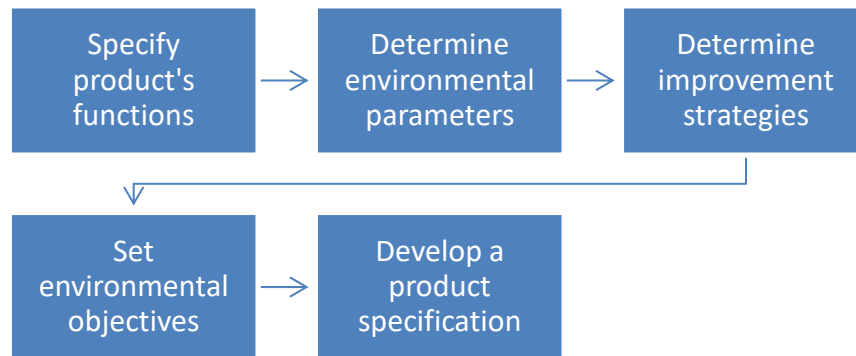 Specify
product's
functions
Determine
environmental
parameters
Determine
improvement
strategies
Set
environmental
objectives
Develop a
product
specification